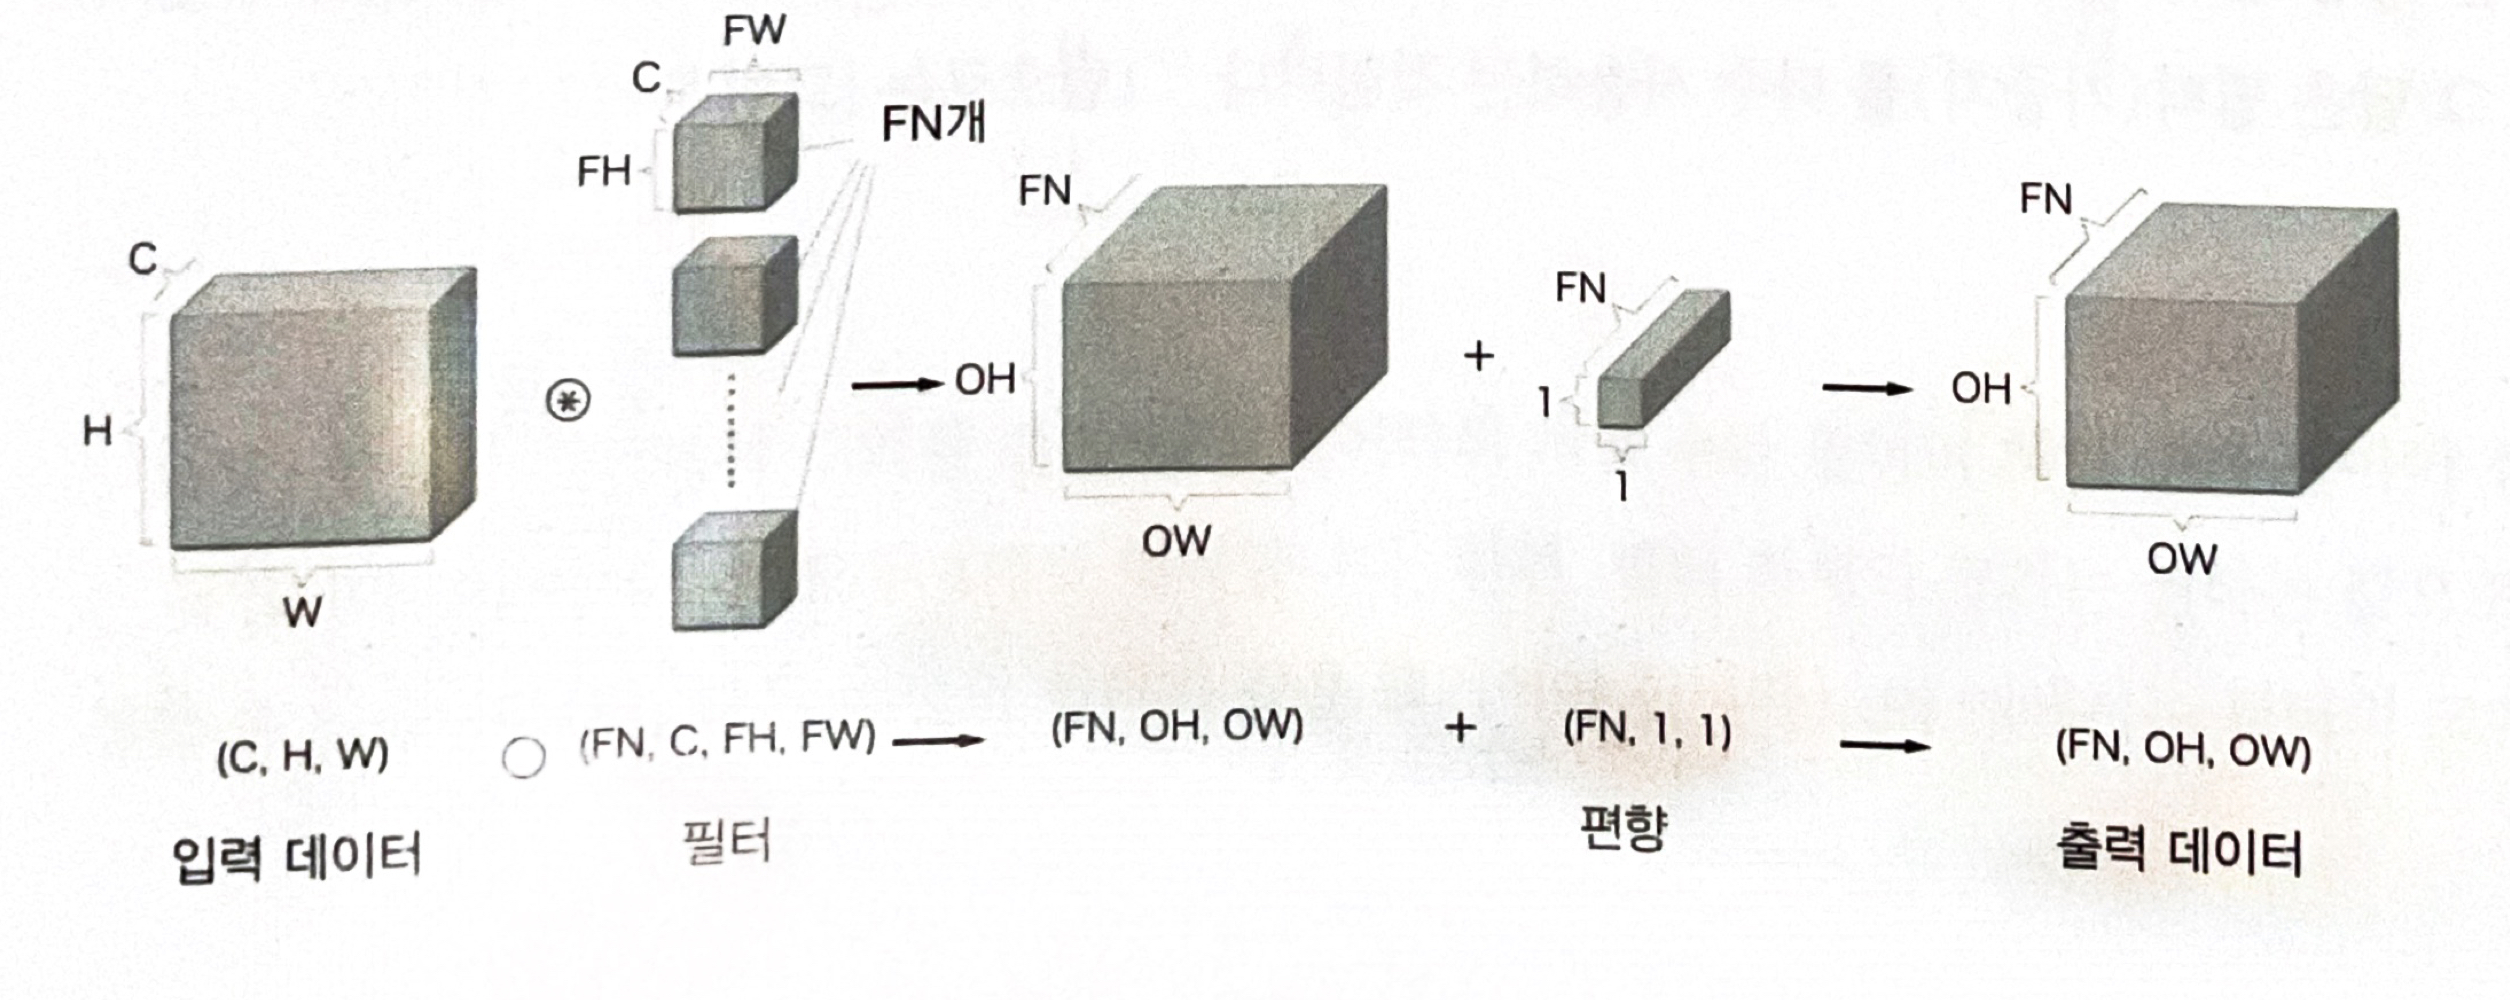 FW
C
FN개
FH
FN
FN
C
FN
OH
+
OH
H
1
1
OW
OW
W
(C, H, W) (FN, C, FH, FW) (FN, OH, OW) + (FN, 1, 1) (FN, OH, OW)
입력 데이터 필터 편향 출력 데이터